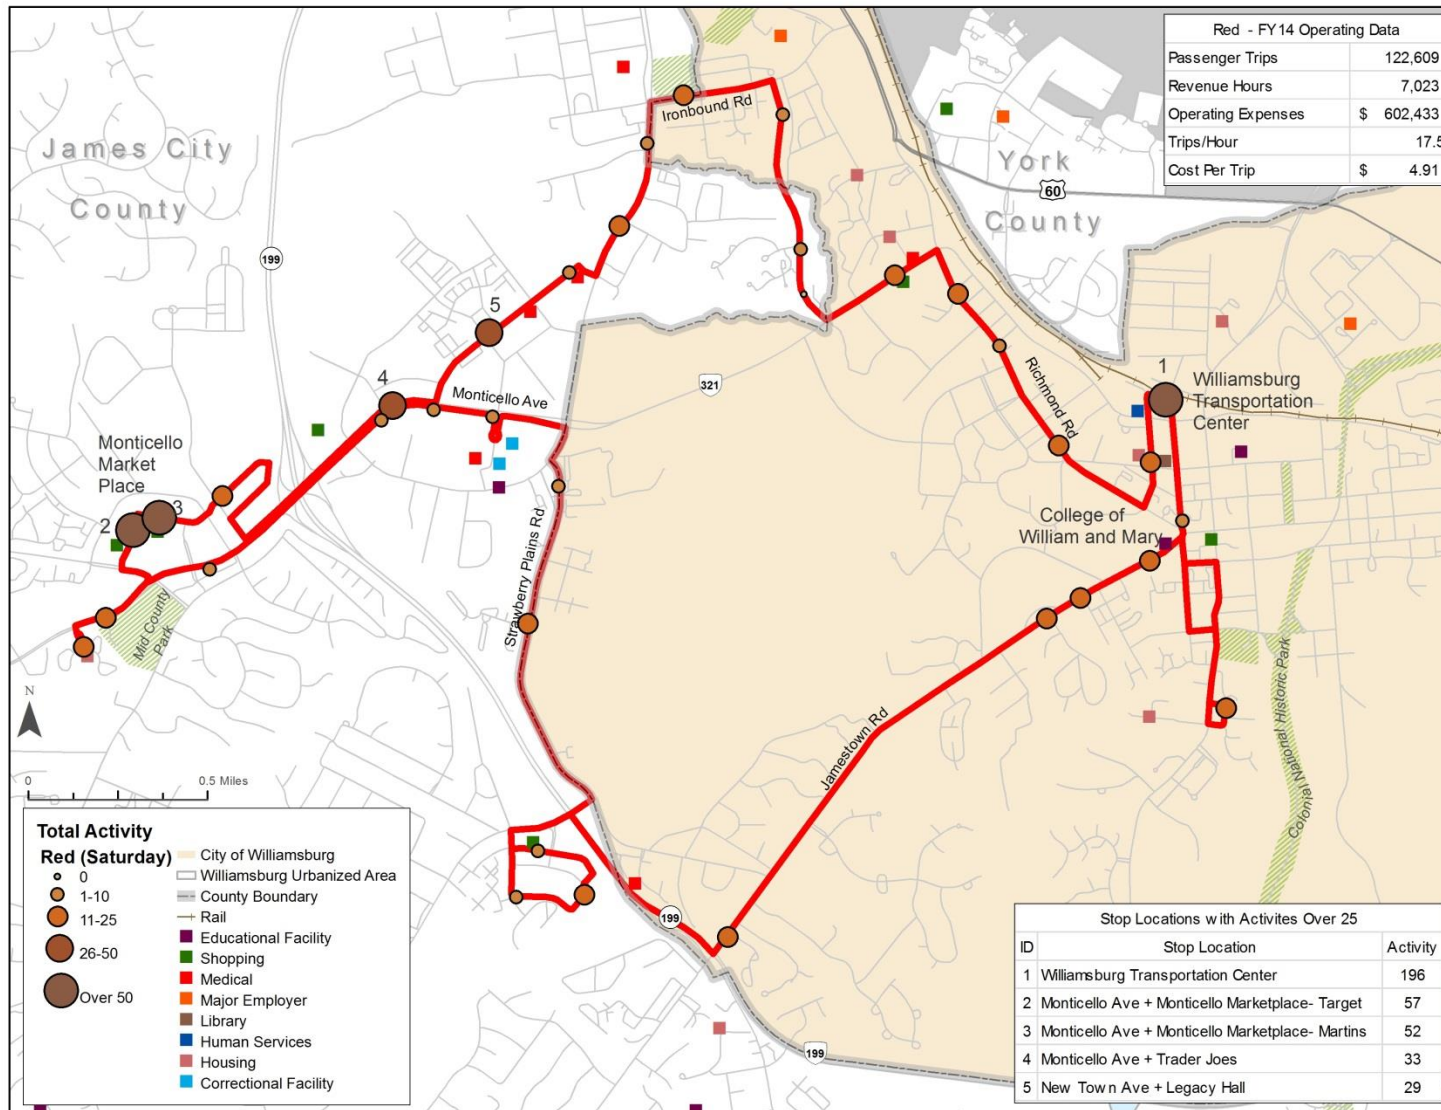 Red - FY14 Operating Data
Passenger Trips 122,609
Revenue Hours 7,023
Operating Expenses $ 602,433
Trips/Hour 17.5
Cost Per Trip $ 4.91
James City
County
York
County
60
Ironbound Rd
199
5
4
321
Monticello Ave
Richmond Rd
1
Williamsburg
Transportation
Center
Monticello
Market
Place
3
2
College of
William and Mary
Strawberry Plains Rd
Mid County
Park
Jamestown Rd
Colonial National Historic Park
N
0 0.5 Miles
199
199
Total Activity
Red (Saturday)
0
1-10
11-25
26-50
Over 50
City of Williamsburg
Williamsburg Urbanized Area
County Boundary
Rail
Educational Facility
Shopping
Medical
Major Employer
Library
Human Services
Housing
Correctional Facility
Stop Locations with Activites Over 25
ID Stop Location Activity
1 Williamsburg Transportation Center 196
2 Monticello Ave + Monticello Marketplace- Target 57
3 Monticello Ave + Monticello Marketplace- Martins 52
4 Monticello Ave + Trader Joes 33
5 New Town Ave + Legacy Hall 29